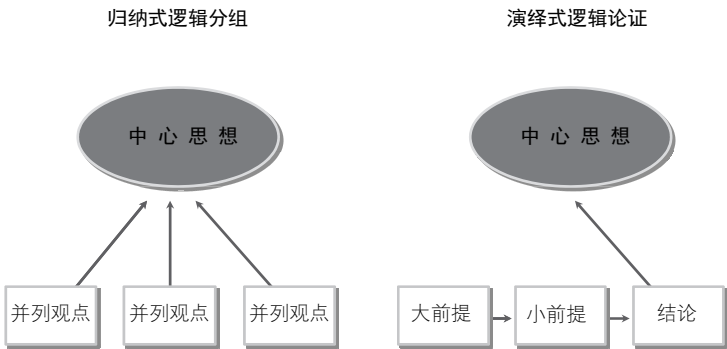 归纳式逻辑分组
演绎式逻辑论证
中心思想
中心思想
并列观点
并列观点
并列观点
大前提
小前提
结论